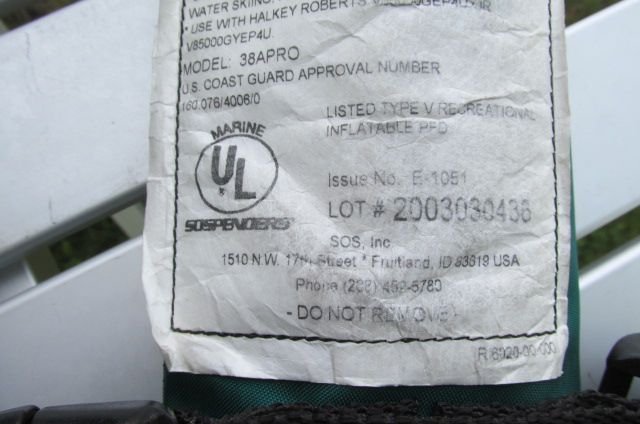 WATER SKIING,
• USE WITH HALKEY ROBERTS
V85000GYEP4U.
MODEL: 38APRO
U.S. COAST GUARD APPROVAL NUMBER
160.076/4006/0
LISTED TYPE V RECREATIONAL
INFLATABLE PFD
MARINE
UL
SOSPENDERS
Issue No. E-1051
LOT # 2003030436
SOS, Inc.
1510 N.W. 17th Street * Fruitland, ID 83619 USA
Phone
- DO NOT REMOVE -